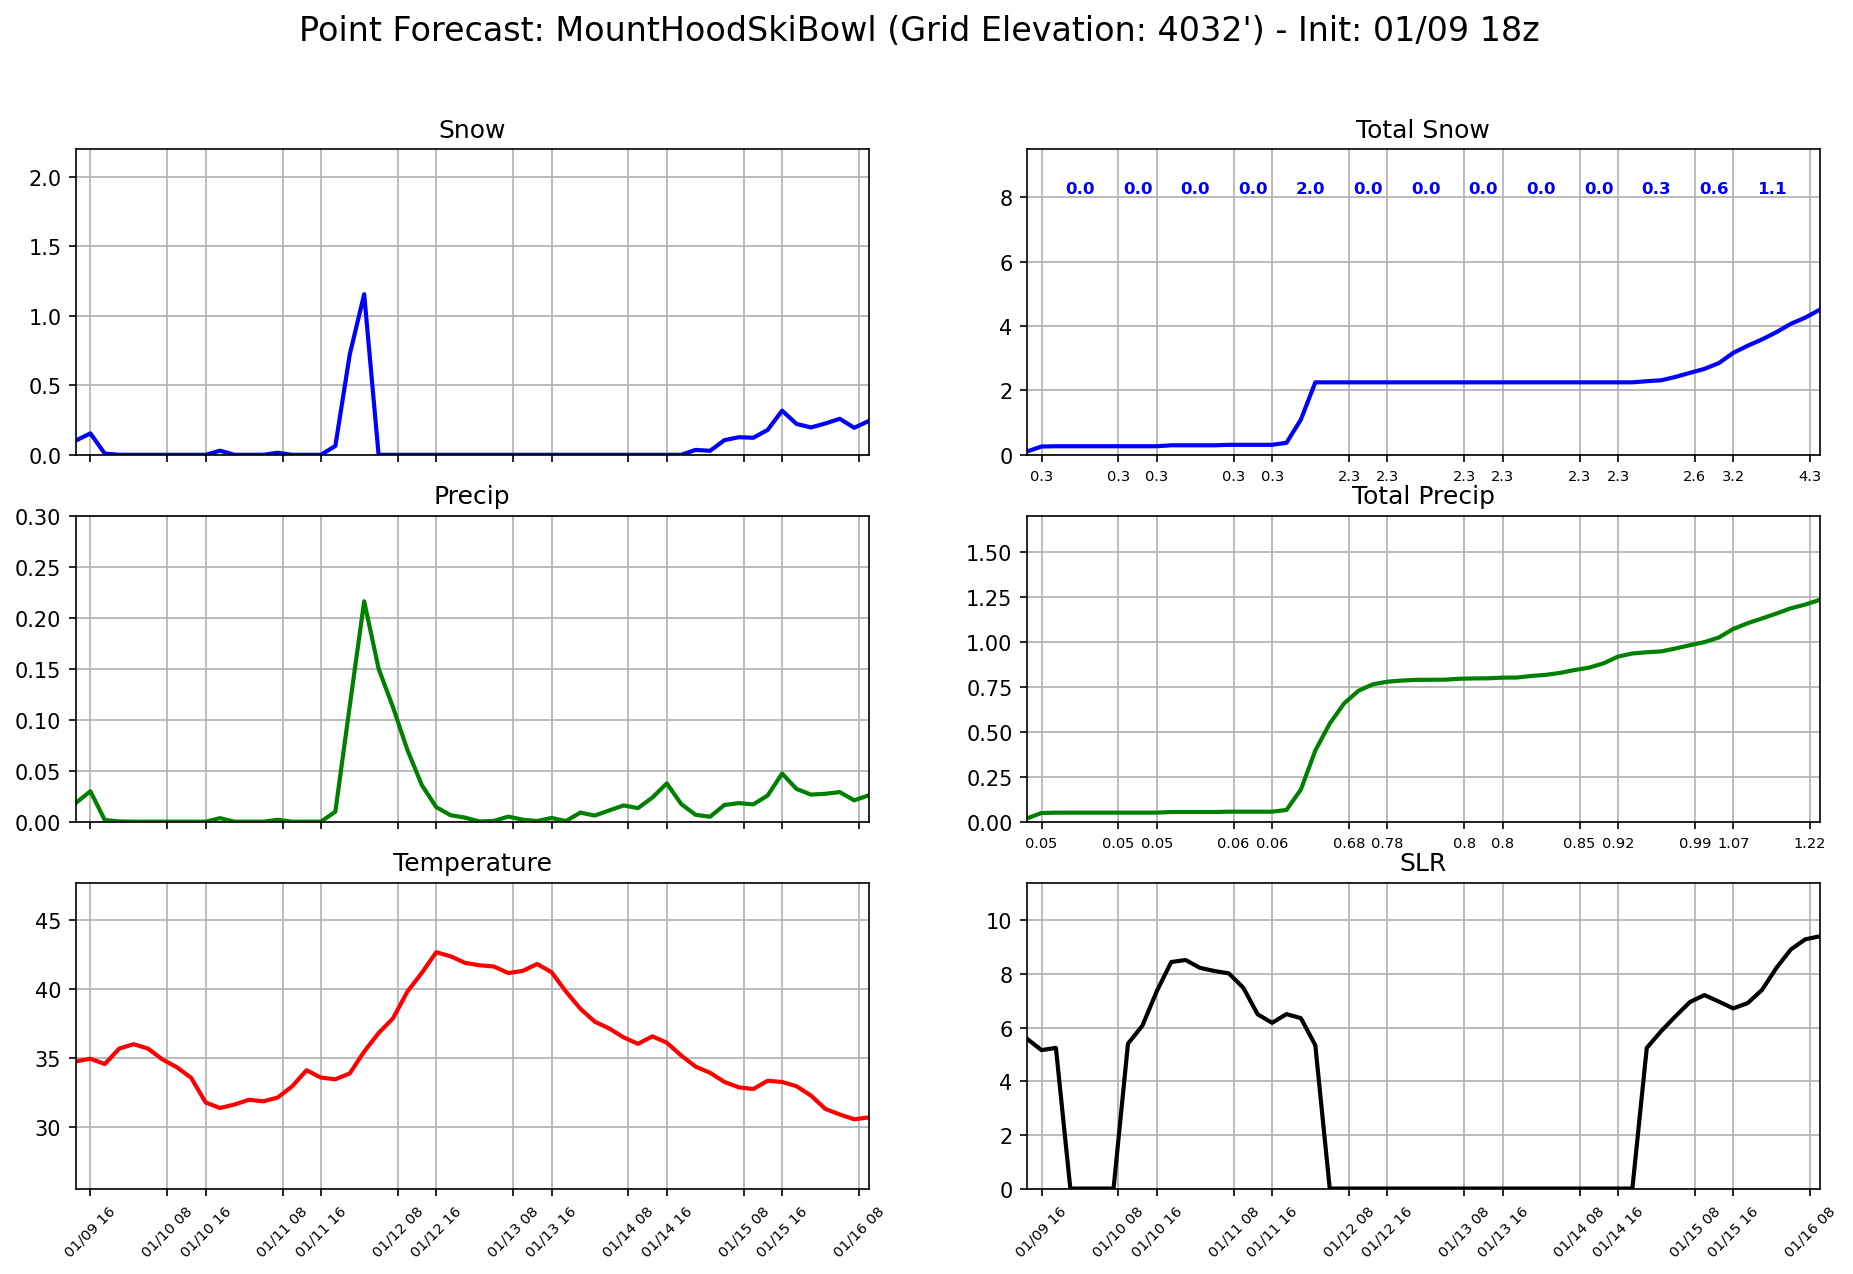 Point Forecast: MountHoodSkiBowl (Grid Elevation: 4032') - Init: 01/09 18z
Snow
2.0
1.5
1.0
0.5
0.0
Total Snow
0.0 0.0 0.0 0.0 2.0 0.0 0.0 0.0 0.0 0.0 0.3 0.6 1.1
8
6
4
2
0
0.3 0.3 0.3 0.3 0.3 2.3 2.3 2.3 2.3 2.3 2.3 2.6 3.2 4.3
Precip
0.30
0.25
0.20
0.15
0.10
0.05
0.00
Total Precip
1.50
1.25
1.00
0.75
0.50
0.25
0.00
0.05 0.05 0.05 0.06 0.06 0.68 0.78 0.8 0.8 0.85 0.92 0.99 1.07 1.22
Temperature
45
40
35
30
01/09 16 01/10 08 01/10 16 01/11 08 01/11 16 01/12 08 01/12 16 01/13 08 01/13 16 01/14 08 01/14 16 01/15 08 01/15 16 01/16 08
SLR
10
8
6
4
2
0
01/09 16 01/10 08 01/10 16 01/11 08 01/11 16 01/12 08 01/12 16 01/13 08 01/13 16 01/14 08 01/14 16 01/15 08 01/15 16 01/16 08